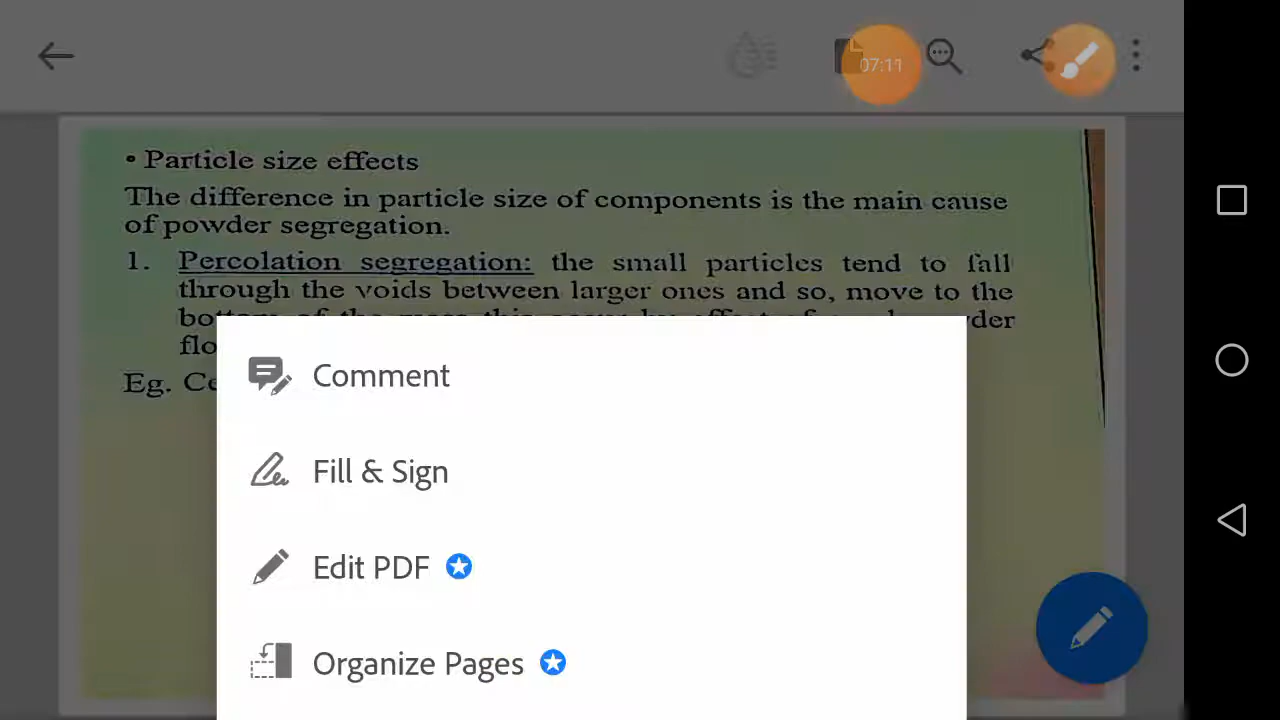 07:11
• Particle size effects
The difference in particle size of components is the main cause
of powder segregation.
1. Percolation segregation: the small particles tend to fall
through the voids between larger ones and so, move to the
Eg.
Comment
Fill & Sign
Edit PDF
Organize Pages